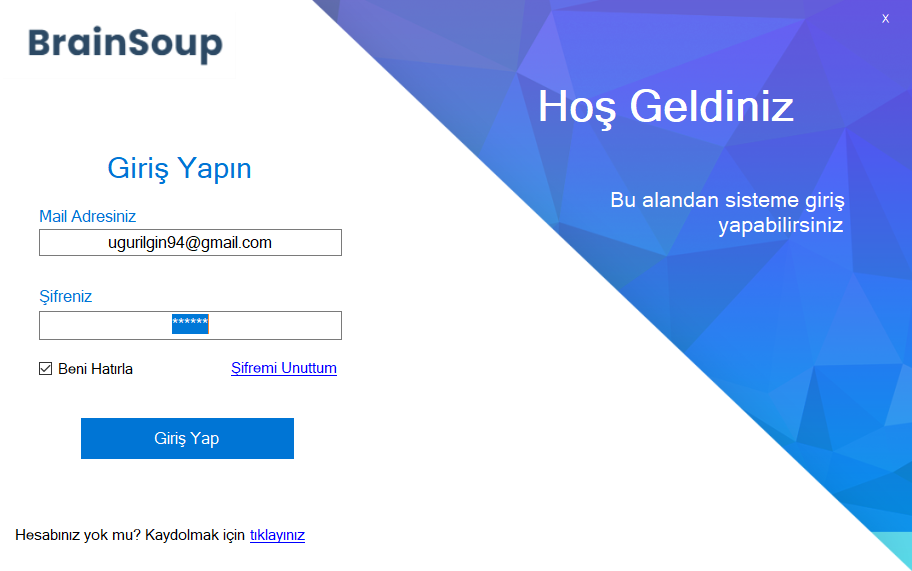 BrainSoup
X
Hoş Geldiniz
Giriş Yapın
Bu alandan sisteme giriş
yapabilirsiniz
Mail Adresiniz
ugurilgin94@gmail.com
Şifreniz
******
Beni Hatırla
Şifremi Unuttum
Giriş Yap
Hesabınız yok mu? Kaydolmak için tıklayınız